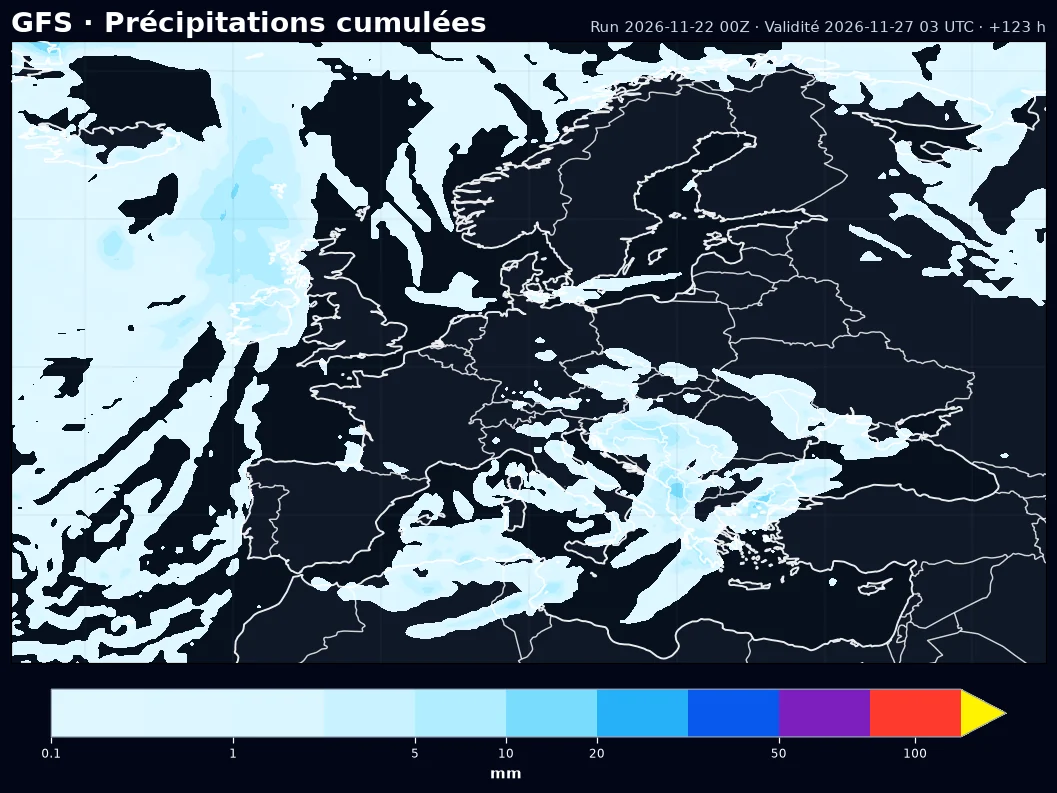 GFS · Précipitations cumulées
Run 2026-11-22 00Z · Validité 2026-11-27 03 UTC · +123 h
0.1 1 5 10 20 50 100
mm